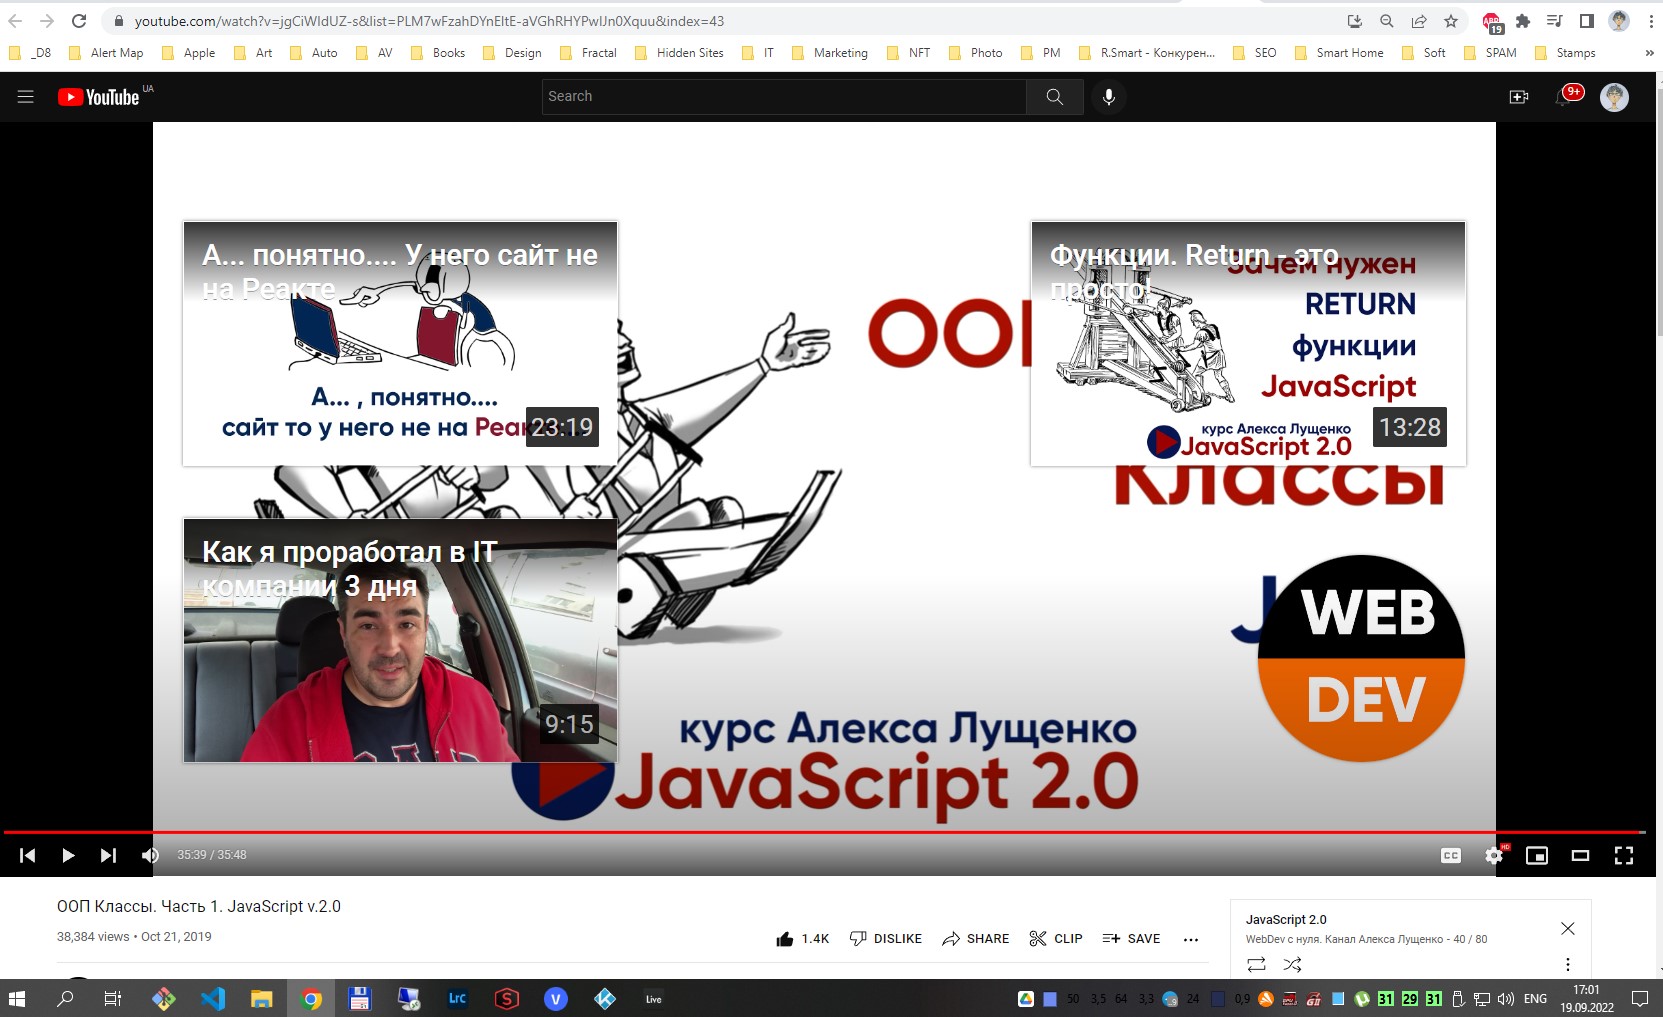 youtube.com/watch?v=jgCiWIdUZ-s&list=PLM7wFzahDYnEltE-aVGhRHYPwIJn0Xquu&index=43
ABP
19
_D8 Alert Map Apple Art Auto AV Books Design Fractal Hidden Sites IT Marketing NFT Photo PM R.Smart - Конкурен... SEO Smart Home Soft SPAM Stamps »
YouTube UA
Search
9+
А... понятно.... У него сайт не
на Реакте
А... , понятно....
сайт то у него не на
23:19
Функции. Return - это
просто!
Зачем нужен
RETURN
функции
JavaScript
курс Алекса Лущенко
JavaScript 2.0
13:28
Классы
Как я проработал в IT
компании 3 дня
9:15
WEB
DEV
курс Алекса Лущенко
JavaScript 2.0
35:39 / 35:48
CC
HD
ООП Классы. Часть 1. JavaScript v.2.0
38,384 views • Oct 21, 2019
1.4K DISLIKE SHARE CLIP SAVE
JavaScript 2.0
WebDev с нуля. Канал Алекса Лущенко - 40 / 80
LrC
S
V
Live
50 3,5 64 3,3 24 0,9 31 29 31 ENG
17:01
19.09.2022